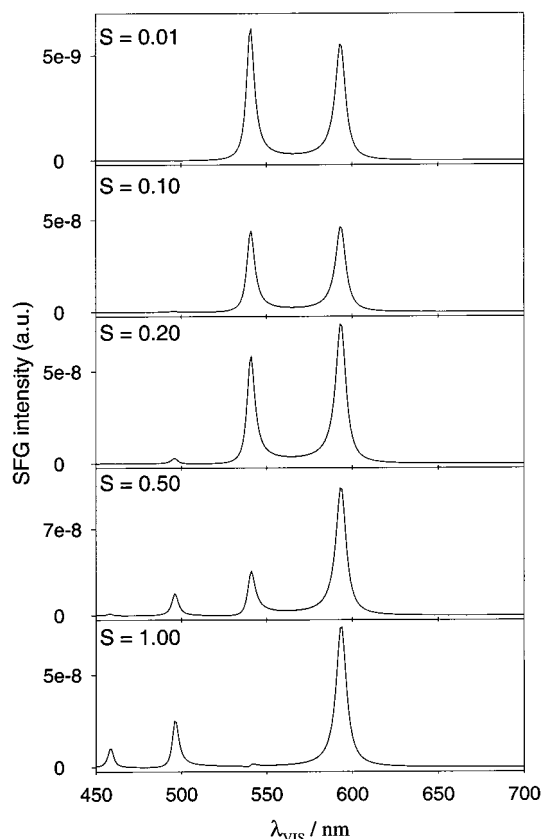 S = 0.01
5e-9
0
S = 0.10
5e-8
0
S = 0.20
5e-8
0
S = 0.50
7e-8
0
S = 1.00
5e-8
0
SFG intensity (a.u.)
450 500 550 600 650 700
λVIS / nm